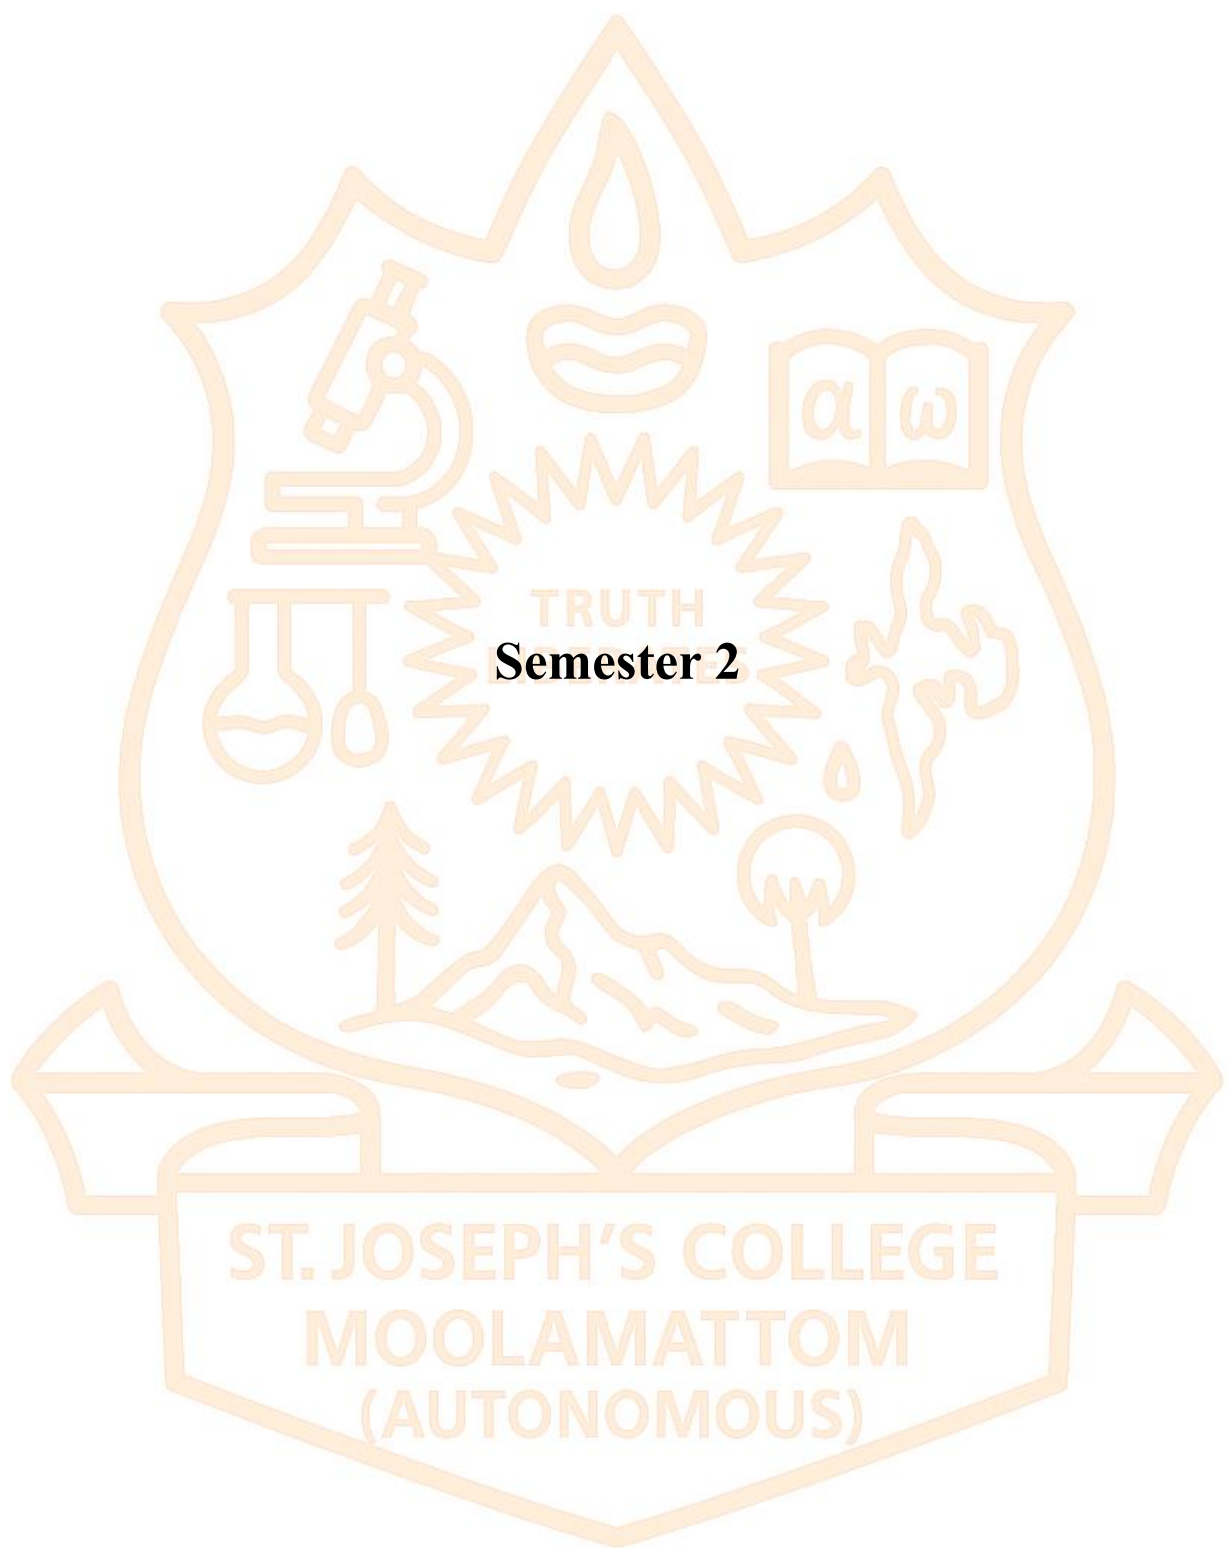 α ω
TRUTH
Semester 2
ST. JOSEPH'S COLLEGE
MOOLAMATTOM
(AUTONOMOUS)